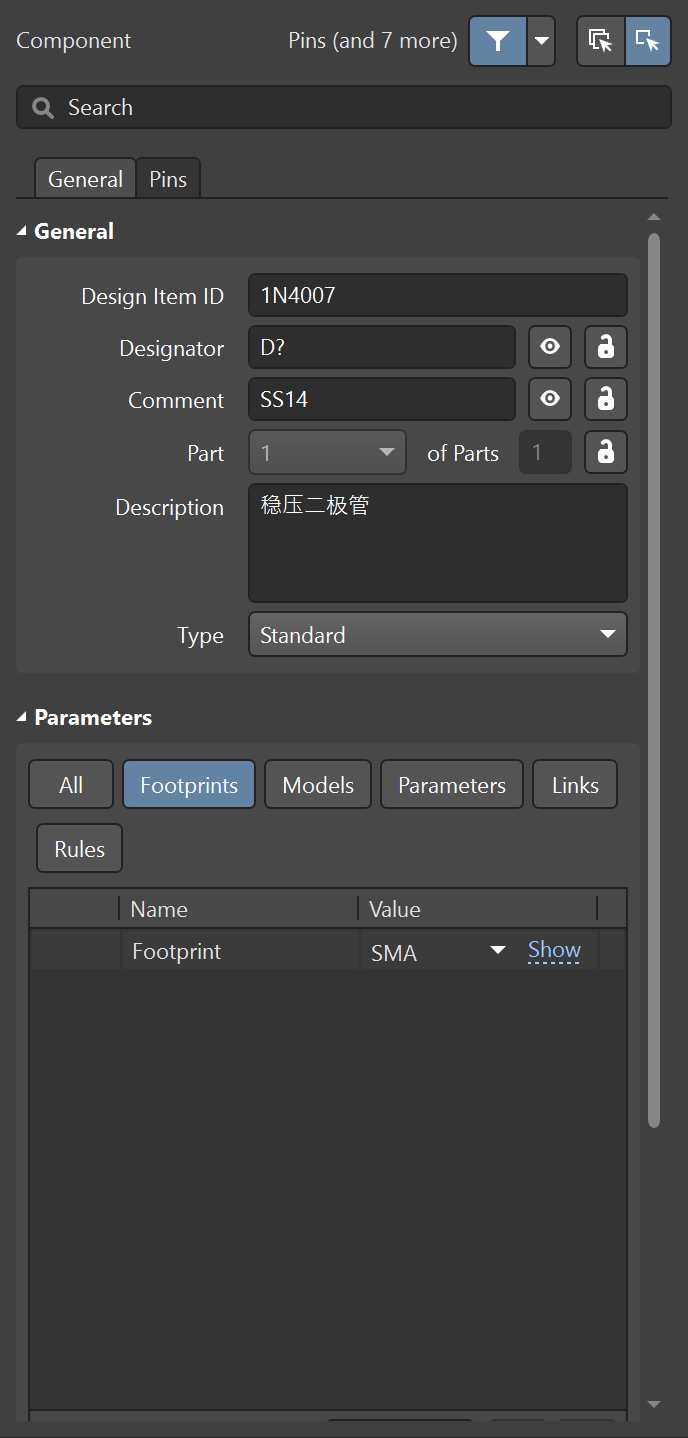 Component Pins (and 7 more)
Search
General Pins
General
Design Item ID 1N4007
Designator D?
Comment SS14
Part 1 of Parts 1
Description 稳压二极管
Type Standard
Parameters
All Footprints Models Parameters Links
Rules
Name Value
Footprint SMA Show